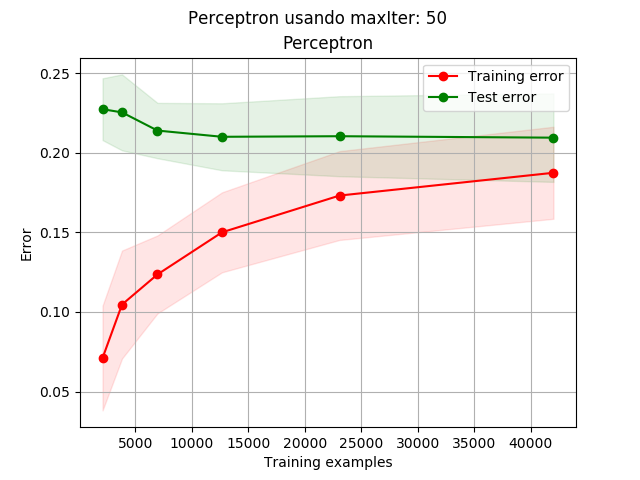 Perceptron usando maxIter: 50
Perceptron
Training error
Test error
0.25
0.20
0.15
0.10
0.05
Error
5000 10000 15000 20000 25000 30000 35000 40000
Training examples